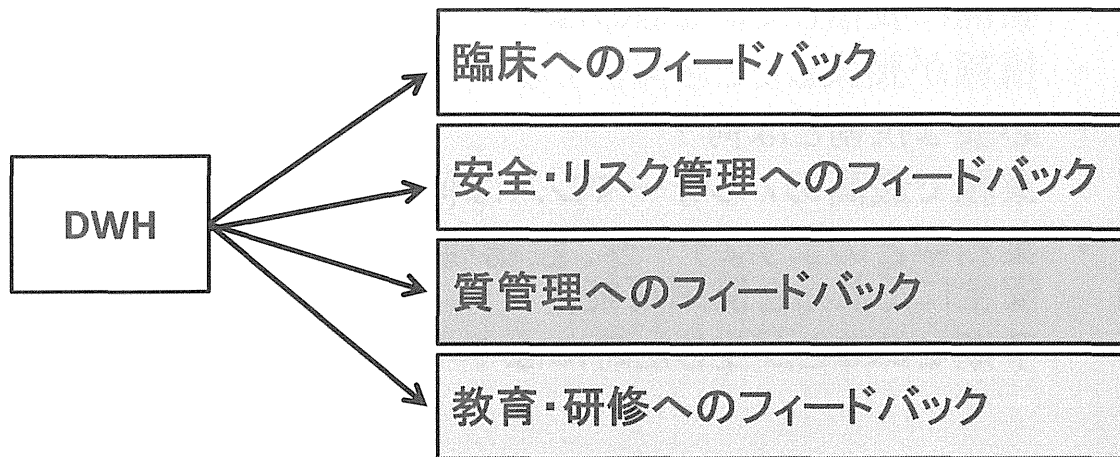 DWH
臨床へのフィードバック
安全・リスク管理へのフィードバック
質管理へのフィードバック
教育・研修へのフィードバック